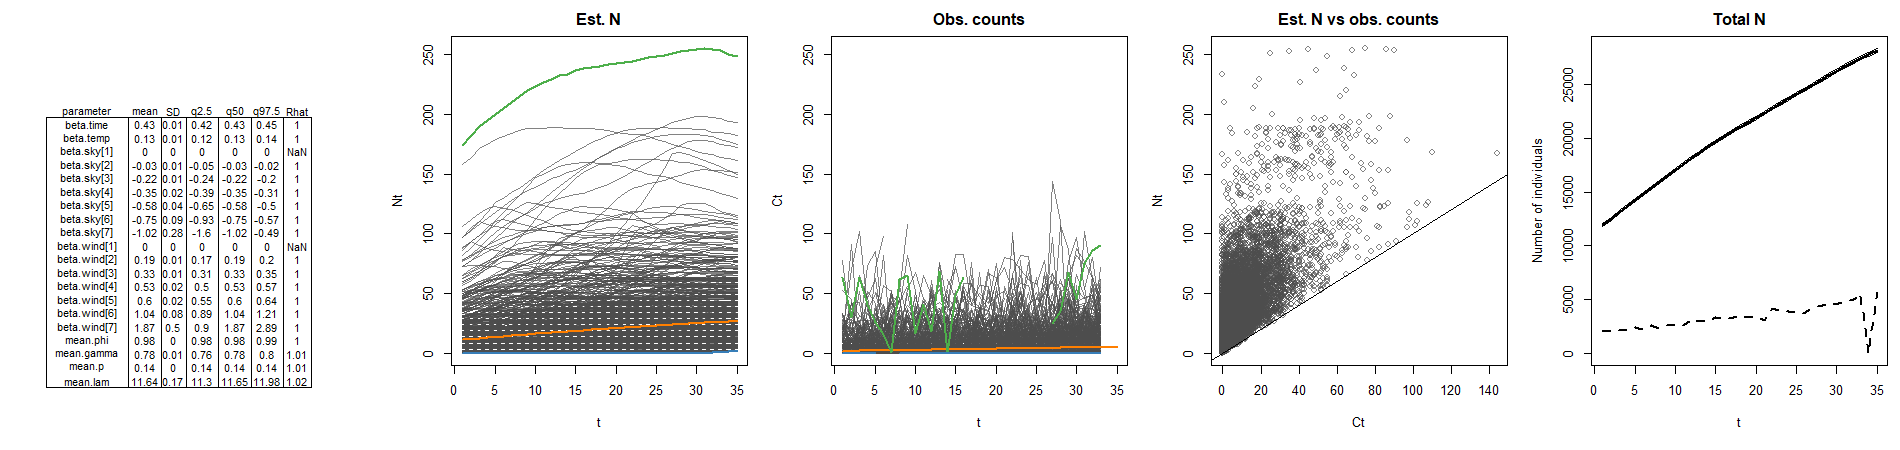 parameter mean SD q2.5 q50 q97.5 Rhat
beta.time 0.43 0.01 0.42 0.43 0.45 1
beta.temp 0.13 0.01 0.12 0.13 0.14 1
beta.sky[1] 0 0 0 0 0 NaN
beta.sky[2] -0.03 0.01 -0.05 -0.03 -0.02 1
beta.sky[3] -0.22 0.01 -0.24 -0.22 -0.2 1
beta.sky[4] -0.35 0.02 -0.39 -0.35 -0.31 1
beta.sky[5] -0.58 0.04 -0.65 -0.58 -0.5 1
beta.sky[6] -0.75 0.09 -0.93 -0.75 -0.57 1
beta.sky[7] -1.02 0.28 -1.6 -1.02 -0.49 1
beta.wind[1] 0 0 0 0 0 NaN
beta.wind[2] 0.19 0.01 0.17 0.19 0.2 1
beta.wind[3] 0.33 0.01 0.31 0.33 0.35 1
beta.wind[4] 0.53 0.02 0.5 0.53 0.57 1
beta.wind[5] 0.6 0.02 0.55 0.6 0.64 1
beta.wind[6] 1.04 0.08 0.89 1.04 1.21 1
beta.wind[7] 1.87 0.5 0.9 1.87 2.89 1
mean.phi 0.98 0 0.98 0.98 0.99 1
mean.gamma 0.78 0.01 0.76 0.78 0.8 1.01
mean.p 0.14 0 0.14 0.14 0.14 1.01
mean.lam 11.64 0.17 11.3 11.65 11.98 1.02
Est. N
Nt
250
200
150
100
50
0
0 5 10 15 20 25 30 35
t
Obs. counts
Ct
250
200
150
100
50
0
0 5 10 15 20 25 30 35
t
Est. N vs obs. counts
Nt
250
200
150
100
50
0
0 20 40 60 80 100 120 140
Ct
Total N
Number of individuals
25000
20000
15000
10000
5000
0
0 5 10 15 20 25 30 35
t